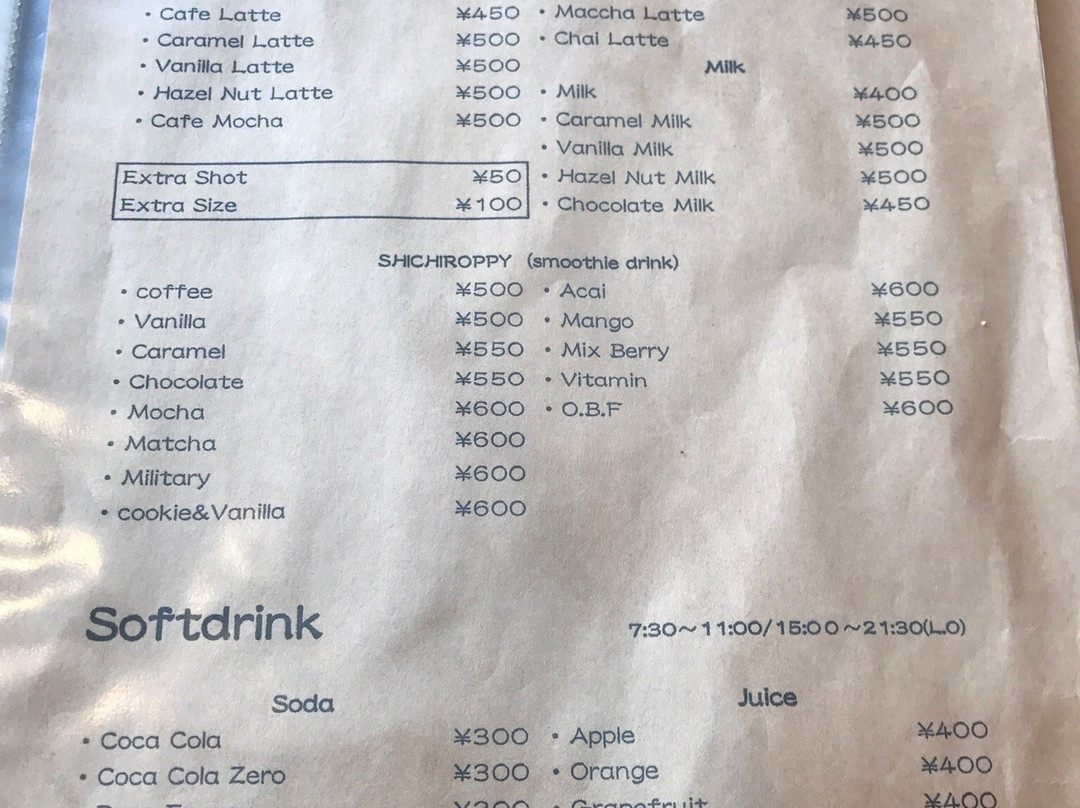 • Cafe Latte ¥450 • Maccha Latte ¥500
• Caramel Latte ¥500 • Chai Latte ¥450
• Vanilla Latte ¥500 Milk
• Hazel Nut Latte ¥500 • Milk ¥400
• Cafe Mocha ¥500 • Caramel Milk ¥500
• Vanilla Milk ¥500
Extra Shot ¥50 • Hazel Nut Milk ¥500
Extra Size ¥100 • Chocolate Milk ¥450
SHICHIROPPY (smoothie drink)
• coffee ¥500 • Acai ¥600
• Vanilla ¥500 • Mango ¥550
• Caramel ¥550 • Mix Berry ¥550
• Chocolate ¥550 • Vitamin ¥550
• Mocha ¥600 • O.B.F ¥600
• Matcha ¥600
• Military ¥600
• cookie&Vanilla ¥600
Softdrink 7:30~11:00/15:00~21:30(L.O)
Soda Juice
• Coca Cola ¥300 • Apple ¥400
• Coca Cola Zero ¥300 • Orange ¥400
¥300 • Grapefruit ¥400